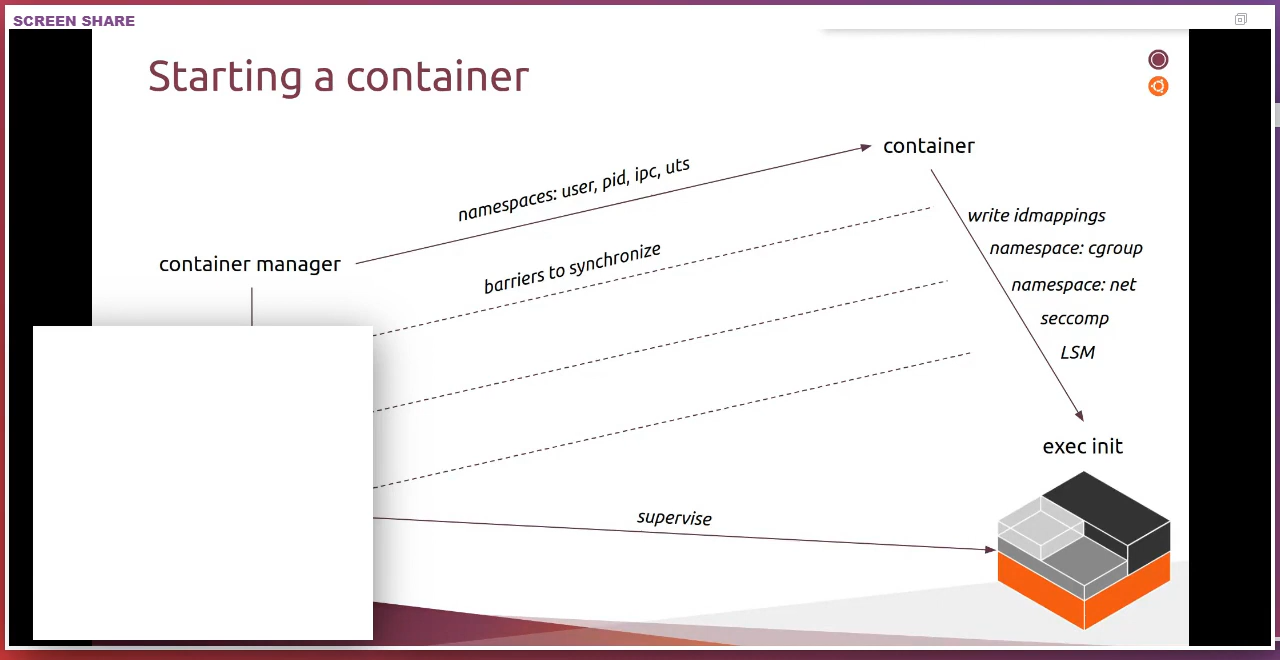 SCREEN SHARE
Starting a container
container
namespaces: user, pid, ipc, uts
write idmappings
namespace: cgroup
barriers to synchronize
container manager
namespace: net
seccomp
LSM
exec init
supervise